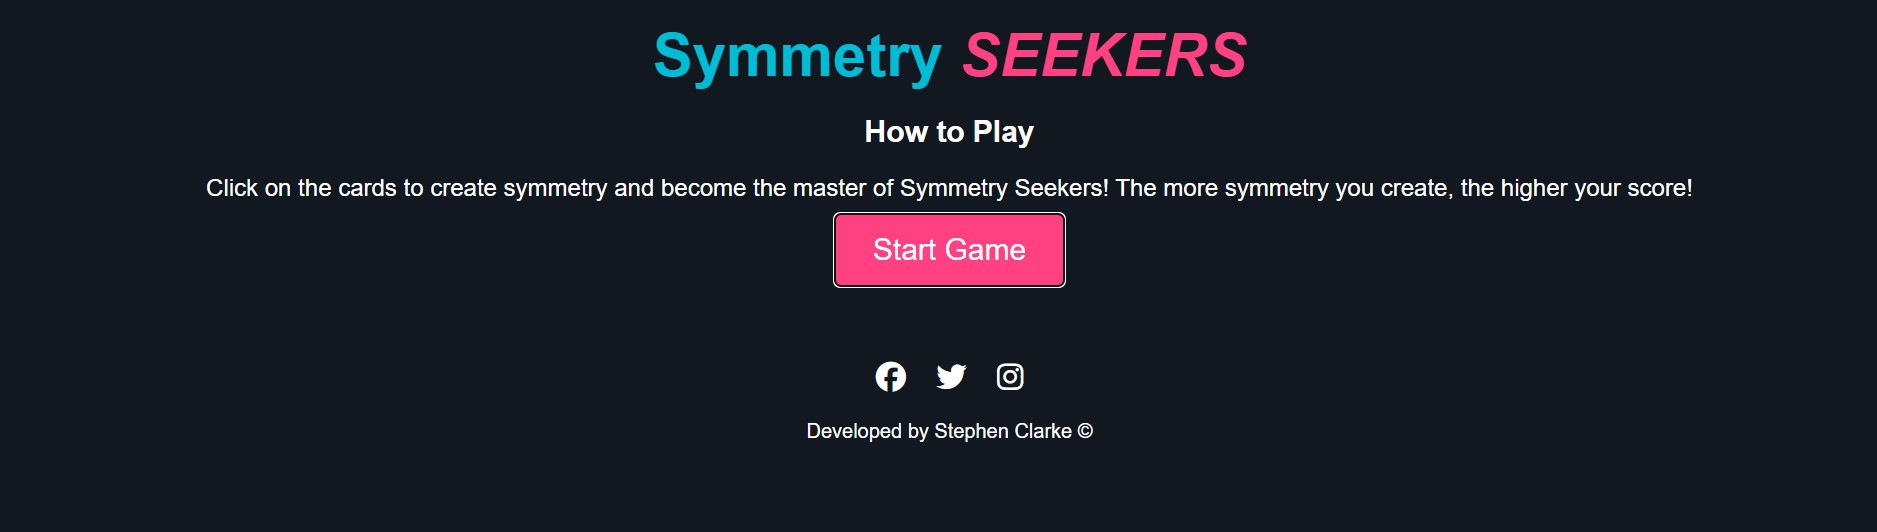 Symmetry SEEKERS
How to Play
Click on the cards to create symmetry and become the master of Symmetry Seekers! The more symmetry you create, the higher your score!
Start Game
Developed by Stephen Clarke ©